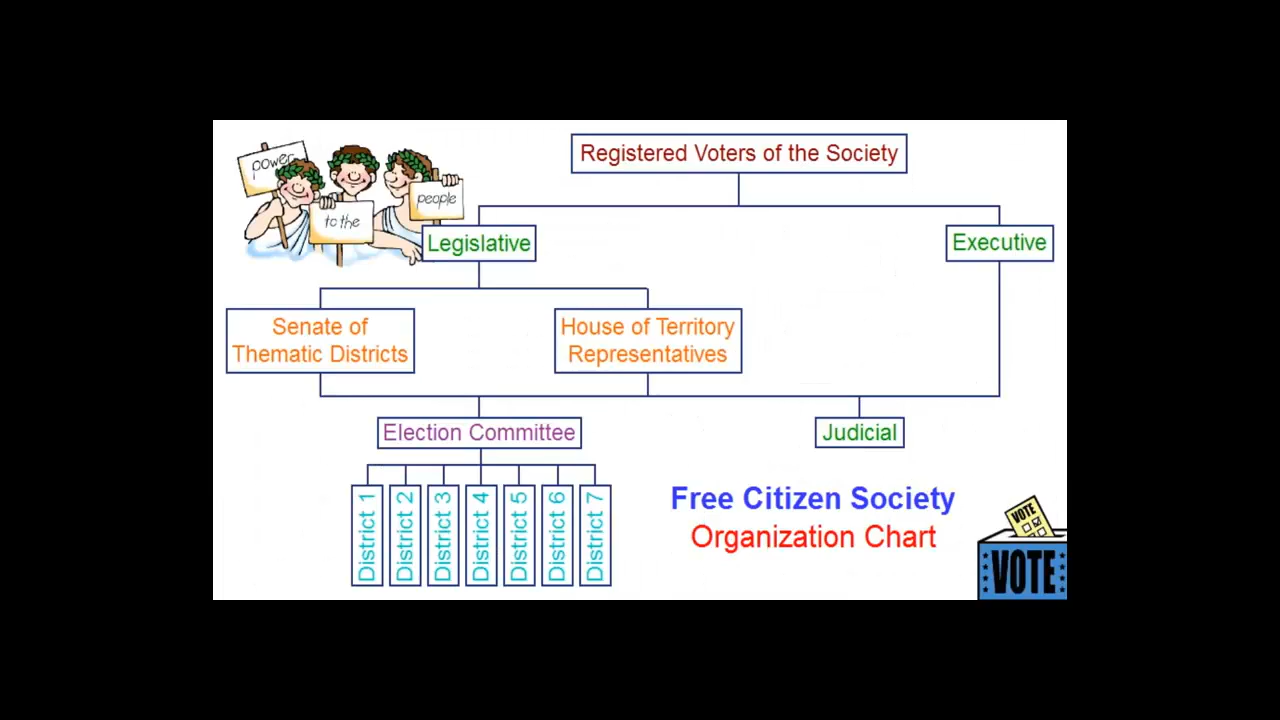 Registered Voters of the Society
power
to the
people
Legislative
Executive
Senate of
Thematic Districts
House of Territory
Representatives
Election Committee
Judicial
District 1
District 2
District 3
District 4
District 5
District 6
District 7
Free Citizen Society
Organization Chart
VOTE
VOTE